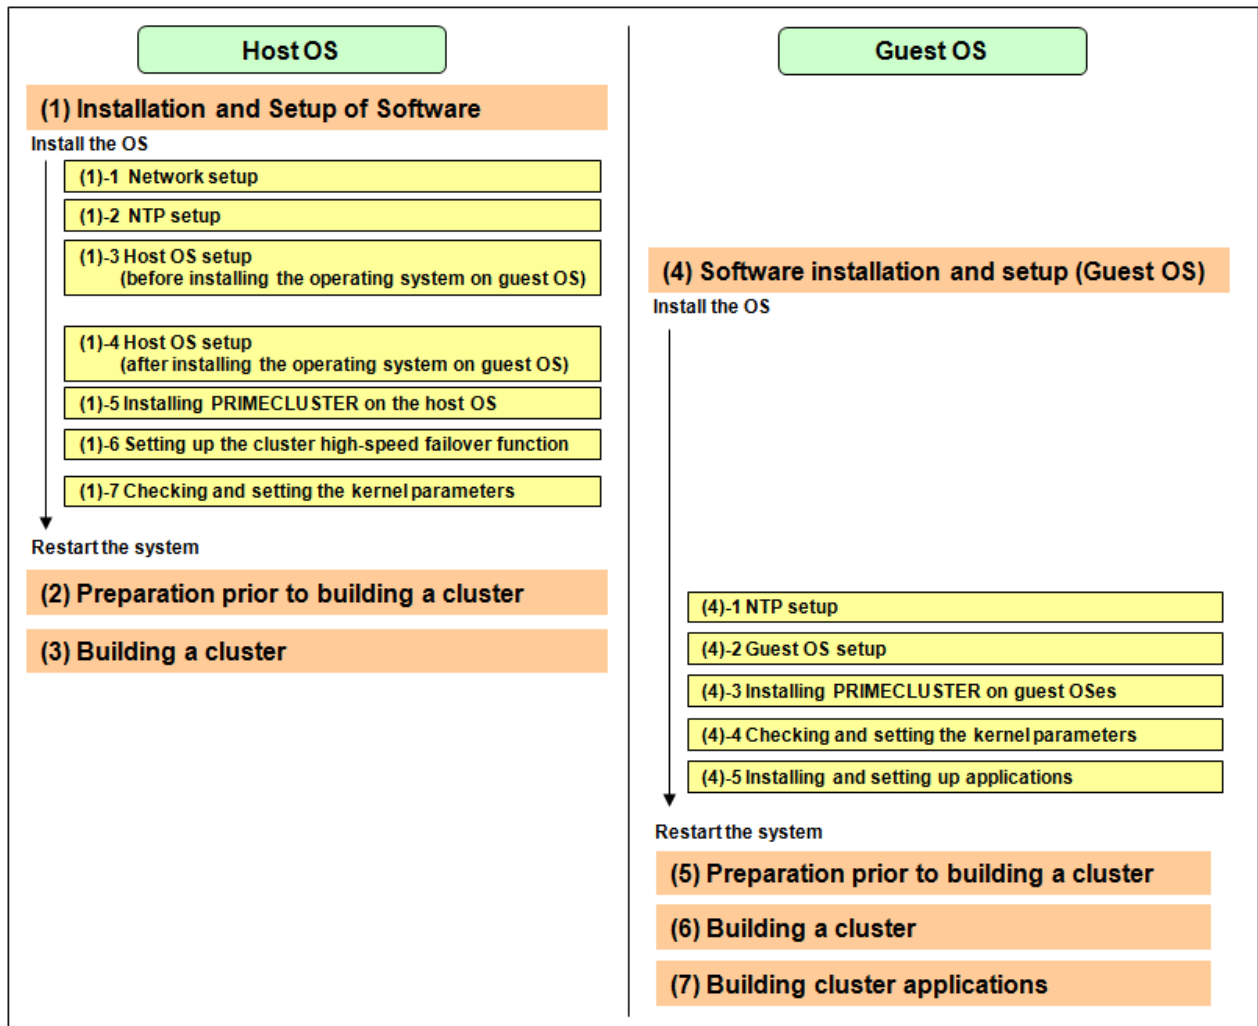 Host OS
(1) Installation and Setup of Software
Install the OS
(1)-1 Network setup
(1)-2 NTP setup
(1)-3 Host OS setup
(before installing the operating system on guest OS)
(1)-4 Host OS setup
(after installing the operating system on guest OS)
(1)-5 Installing PRIMECLUSTER on the host OS
(1)-6 Setting up the cluster high-speed failover function
(1)-7 Checking and setting the kernel parameters
Restart the system
(2) Preparation prior to building a cluster
(3) Building a cluster
Guest OS
(4) Software installation and setup (Guest OS)
Install the OS
(4)-1 NTP setup
(4)-2 Guest OS setup
(4)-3 Installing PRIMECLUSTER on guest OSes
(4)-4 Checking and setting the kernel parameters
(4)-5 Installing and setting up applications
Restart the system
(5) Preparation prior to building a cluster
(6) Building a cluster
(7) Building cluster applications